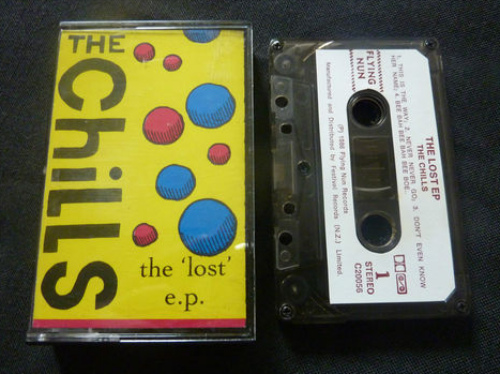 THE
Chills
the 'lost'
e.p.
FLYING
NUN
1. THIS IS THE WAY; 2. NEVER NEVER GO; 3. DON'T EVEN KNOW
HER NAME; 4. BEE BAH BEE BAH BEE BOE.
THE LOST EP
THE CHILLS
1
STEREO
C20056
(P) 1988 Flying Nun Records
Manufactured and Distributed by Festival Records (N.Z.) Limited.